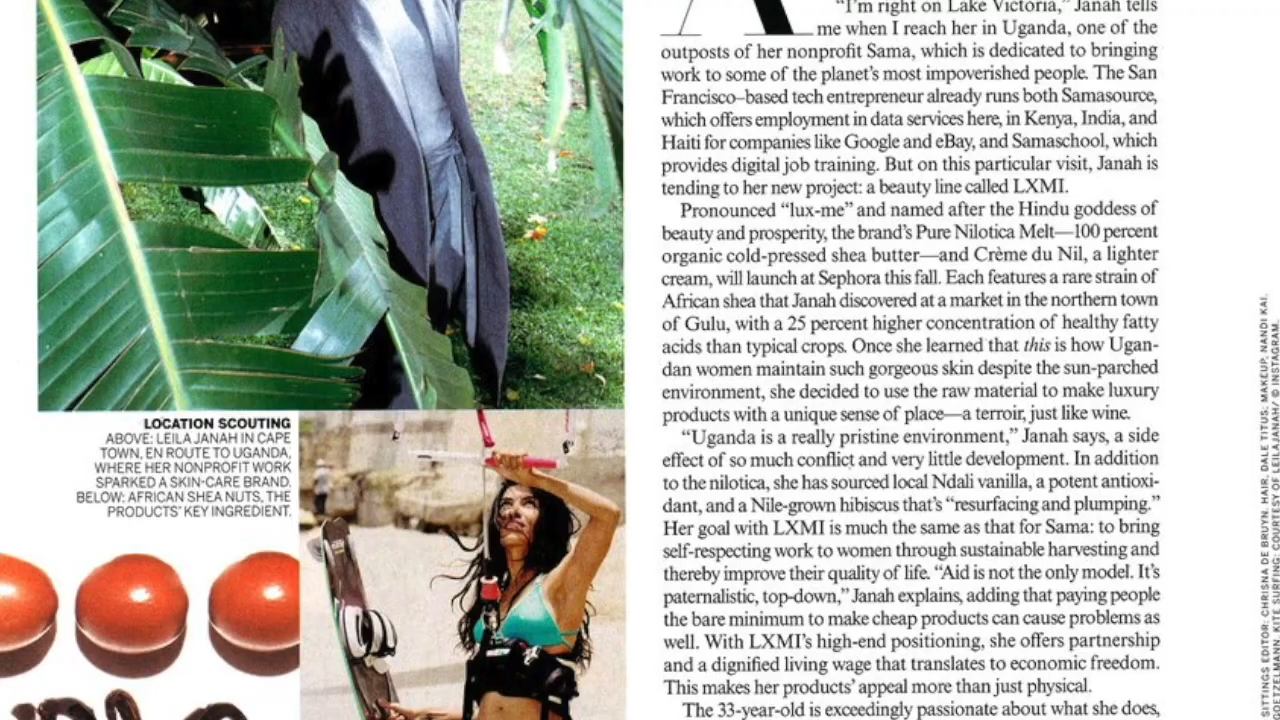 A
"I'm right on Lake Victoria," Janah tells
me when I reach her in Uganda, one of the
outposts of her nonprofit Sama, which is dedicated to bringing
work to some of the planet's most impoverished people. The San
Francisco–based tech entrepreneur already runs both Samasource,
which offers employment in data services here, in Kenya, India, and
Haiti for companies like Google and eBay, and Samaschool, which
provides digital job training. But on this particular visit, Janah is
tending to her new project: a beauty line called LXMI.
Pronounced "lux-me" and named after the Hindu goddess of
beauty and prosperity, the brand's Pure Nilotica Melt—100 percent
organic cold-pressed shea butter—and Crème du Nil, a lighter
cream, will launch at Sephora this fall. Each features a rare strain of
African shea that Janah discovered at a market in the northern town
of Gulu, with a 25 percent higher concentration of healthy fatty
acids than typical crops. Once she learned that this is how Ugan-
dan women maintain such gorgeous skin despite the sun-parched
environment, she decided to use the raw material to make luxury
products with a unique sense of place—a terroir, just like wine.
"Uganda is a really pristine environment," Janah says, a side
effect of so much conflict and very little development. In addition
to the nilotica, she has sourced local Ndali vanilla, a potent antioxi-
dant, and a Nile-grown hibiscus that's "resurfacing and plumping."
Her goal with LXMI is much the same as that for Sama: to bring
self-respecting work to women through sustainable harvesting and
thereby improve their quality of life. "Aid is not the only model. It's
paternalistic, top-down," Janah explains, adding that paying people
the bare minimum to make cheap products can cause problems as
well. With LXMI's high-end positioning, she offers partnership
and a dignified living wage that translates to economic freedom.
This makes her products' appeal more than just physical.
The 33-year-old is exceedingly passionate about what she does,
LOCATION SCOUTING
ABOVE: LEILA JANAH IN CAPE
TOWN, EN ROUTE TO UGANDA,
WHERE HER NONPROFIT WORK
SPARKED A SKIN-CARE BRAND.
BELOW: AFRICAN SHEA NUTS, THE
PRODUCTS' KEY INGREDIENT.
SITTINGS EDITOR: CHRISNA DE BRUYN. HAIR, DALE TITUS; MAKEUP, NANDI KAI.
GOETZELMANN. KITE SURFING: COURTESY OF LEILA JANAH/ © INSTAGRAM.